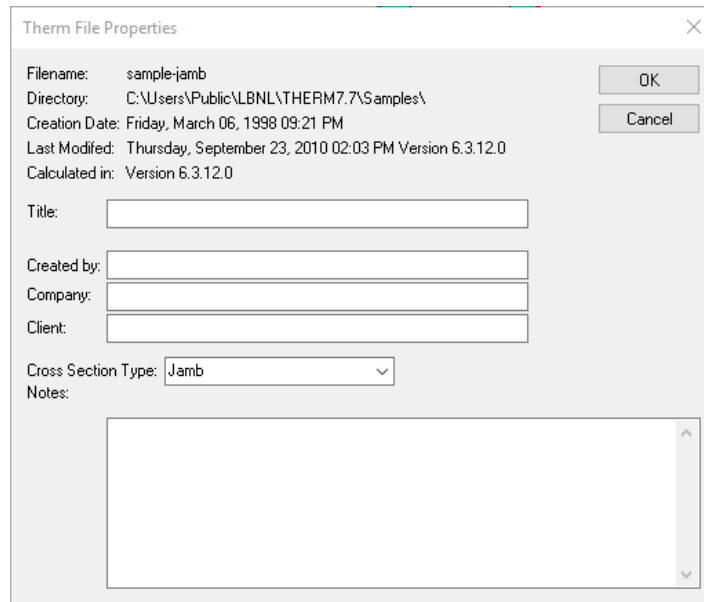 Therm File Properties
Filename: sample-jamb
OK
Directory: C:\Users\Public\LBNL\THERM7.7\Samples\
Creation Date: Friday, March 06, 1998 09:21 PM
Cancel
Last Modifed: Thursday, September 23, 2010 02:03 PM Version 6.3.12.0
Calculated in: Version 6.3.12.0
Title:
Created by:
Company:
Client:
Cross Section Type: Jamb
Notes: